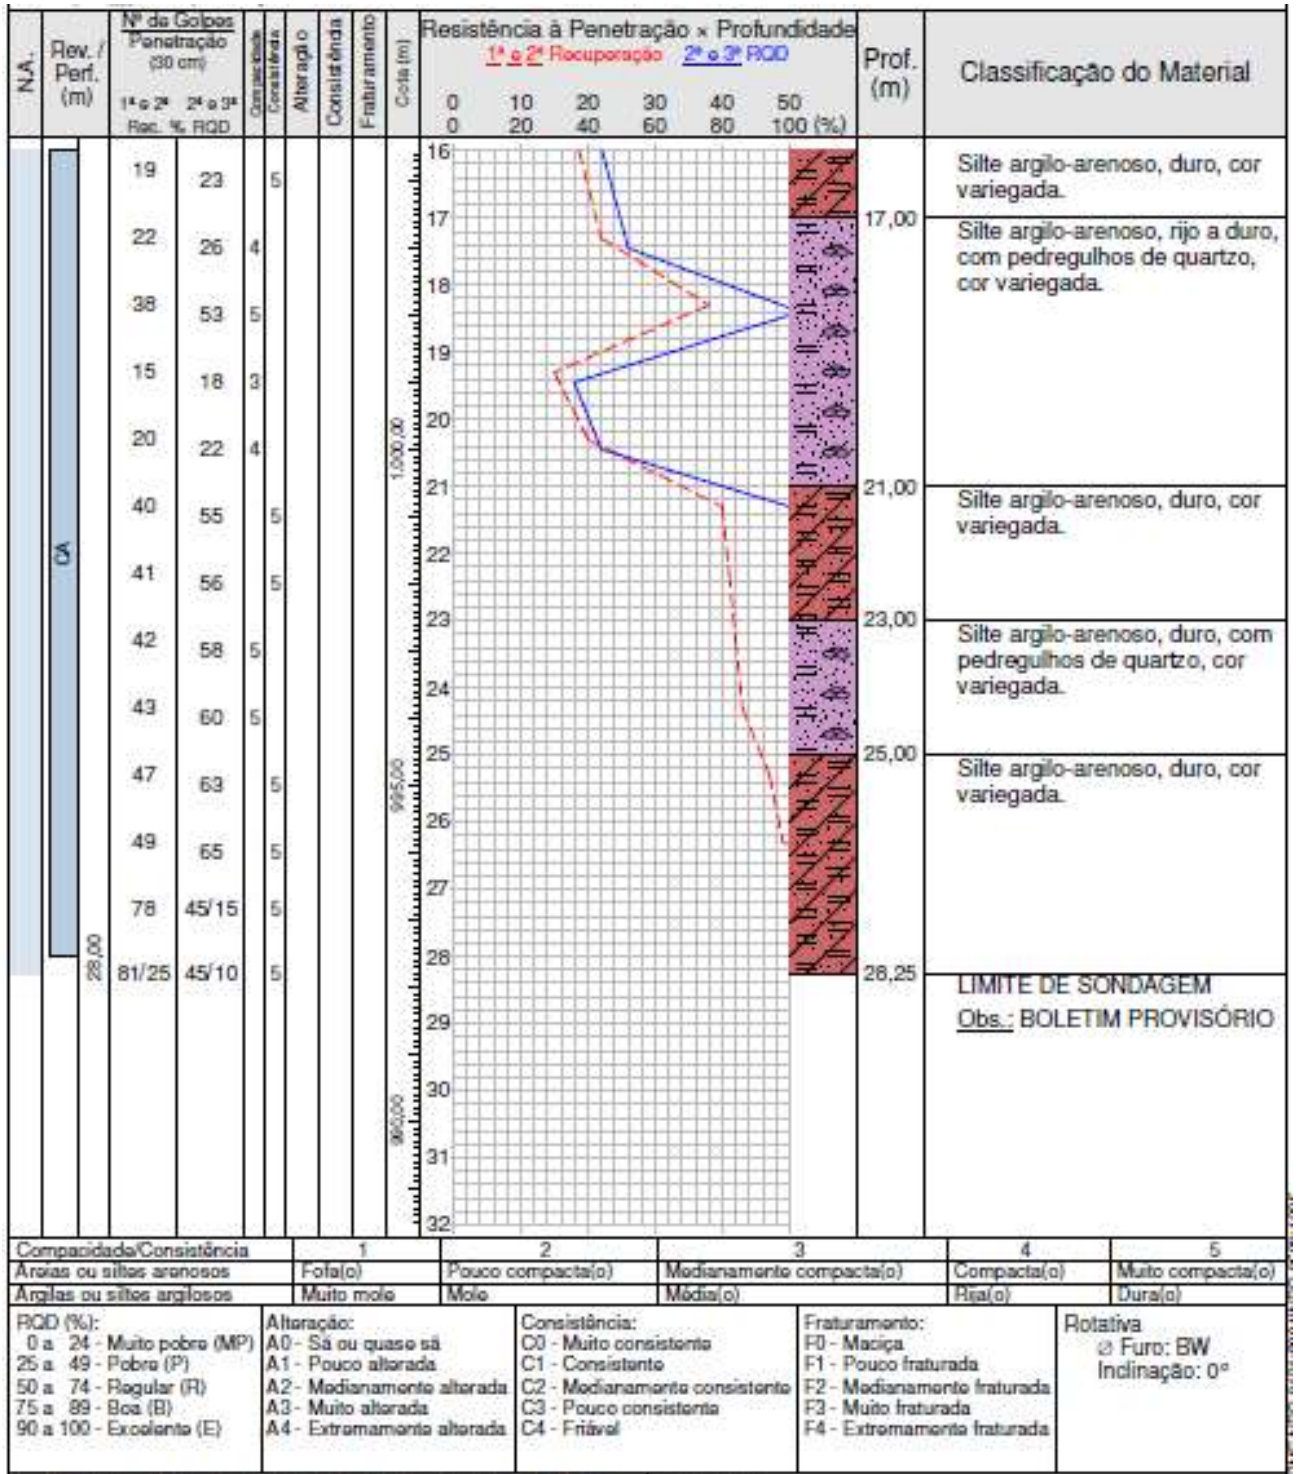 N.A.
Rev. / Perf. (m)
Nº de Golpes
Penetração
(30 cm)
1ª e 2ª 2ª e 3ª
Rec. % RQD
Compacidade
Consistência
Alteração
Consistência
Fraturamento
Cota (m)
Resistência à Penetração × Profundidade
1ª e 2ª Recuperação 2ª e 3ª RQD
0 10 20 30 40 50
0 20 40 60 80 100 (%)
Prof. (m)
Classificação do Material
16
19 23 5
Silte argilo-arenoso, duro, cor
variegada.
17
17,00
22 26 4
Silte argilo-arenoso, rijo a duro,
com pedregulhos de quartzo,
cor variegada.
18
38 53 5
19
15 18 3
20
20 22 4
1.000,00
21
21,00
40 55 5
Silte argilo-arenoso, duro, cor
variegada.
CA
22
41 56 5
23
23,00
42 58 5
Silte argilo-arenoso, duro, com
pedregulhos de quartzo, cor
variegada.
24
43 60 5
25
25,00
47 63 5
995,00
Silte argilo-arenoso, duro, cor
variegada.
26
49 65 5
27
78 45/15 5
28
28,00
81/25 45/10 5
28,25
LIMITE DE SONDAGEM
Obs.: BOLETIM PROVISÓRIO
29
30
990,00
31
32
Compacidade/Consistência 1 2 3 4 5
Areias ou siltes arenosos Fofa(o) Pouco compacta(o) Medianamente compacta(o) Compacta(o) Muito compacta(o)
Argilas ou siltes argilosos Muito mole Mole Média(o) Rija(o) Dura(o)
RQD (%):
0 a 24 - Muito pobre (MP)
25 a 49 - Pobre (P)
50 a 74 - Regular (R)
75 a 89 - Boa (B)
90 a 100 - Excelente (E)
Alteração:
A0 - Sã ou quase sã
A1 - Pouco alterada
A2 - Medianamente alterada
A3 - Muito alterada
A4 - Extremamente alterada
Consistência:
C0 - Muito consistente
C1 - Consistente
C2 - Medianamente consistente
C3 - Pouco consistente
C4 - Friável
Fraturamento:
F0 - Maciça
F1 - Pouco fraturada
F2 - Medianamente fraturada
F3 - Muito fraturada
F4 - Extremamente fraturada
Rotativa
⌀ Furo: BW
Inclinação: 0º